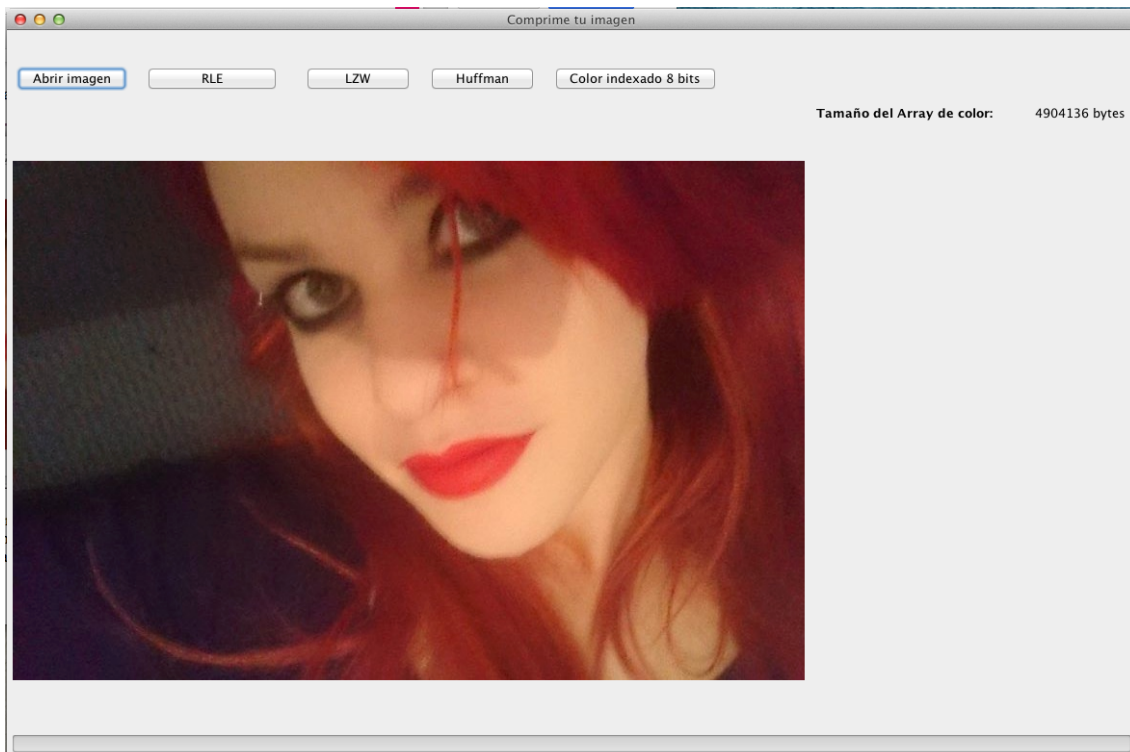 Comprime tu imagen
Abrir imagen RLE LZW Huffman Color indexado 8 bits
Tamaño del Array de color: 4904136 bytes